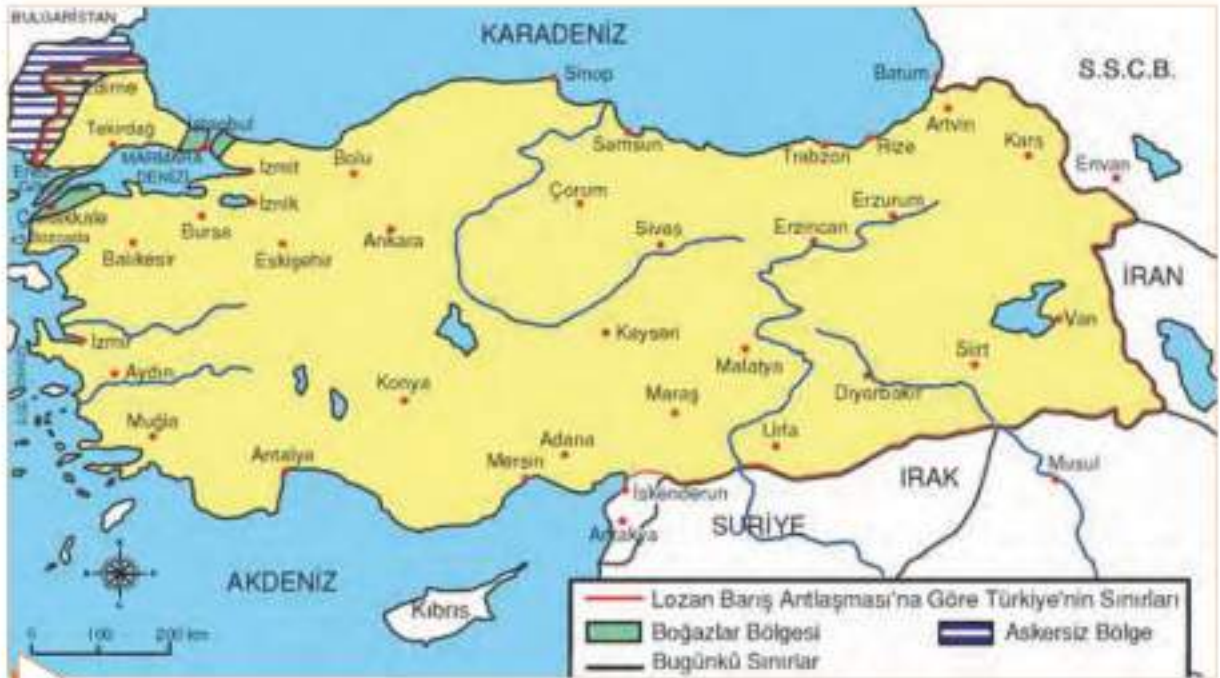 BULGARİSTAN
KARADENİZ
S.S.C.B.
Sinop
Batum
Edirne
Tekirdağ
İstanbul
MARMARA
DENİZİ
İzmit
Bolu
Samsun
Trabzon
Rize
Artvin
Kars
Erivan
İznik
Çorum
Erzurum
Çanakkale
Bozcaada
Bursa
Ankara
Sivas
Erzincan
Balıkesir
Eskişehir
İRAN
Van
İzmir
Kayseri
Malatya
Siirt
Aydın
Konya
Maraş
Diyarbakır
Muğla
Adana
Urfa
Antalya
Mersin
İskenderun
IRAK
Musul
Antakya
SURİYE
AKDENİZ
Kıbrıs
0 100 200 km
Lozan Barış Antlaşması'na Göre Türkiye'nin Sınırları
Boğazlar Bölgesi
Askersiz Bölge
Bugünkü Sınırlar